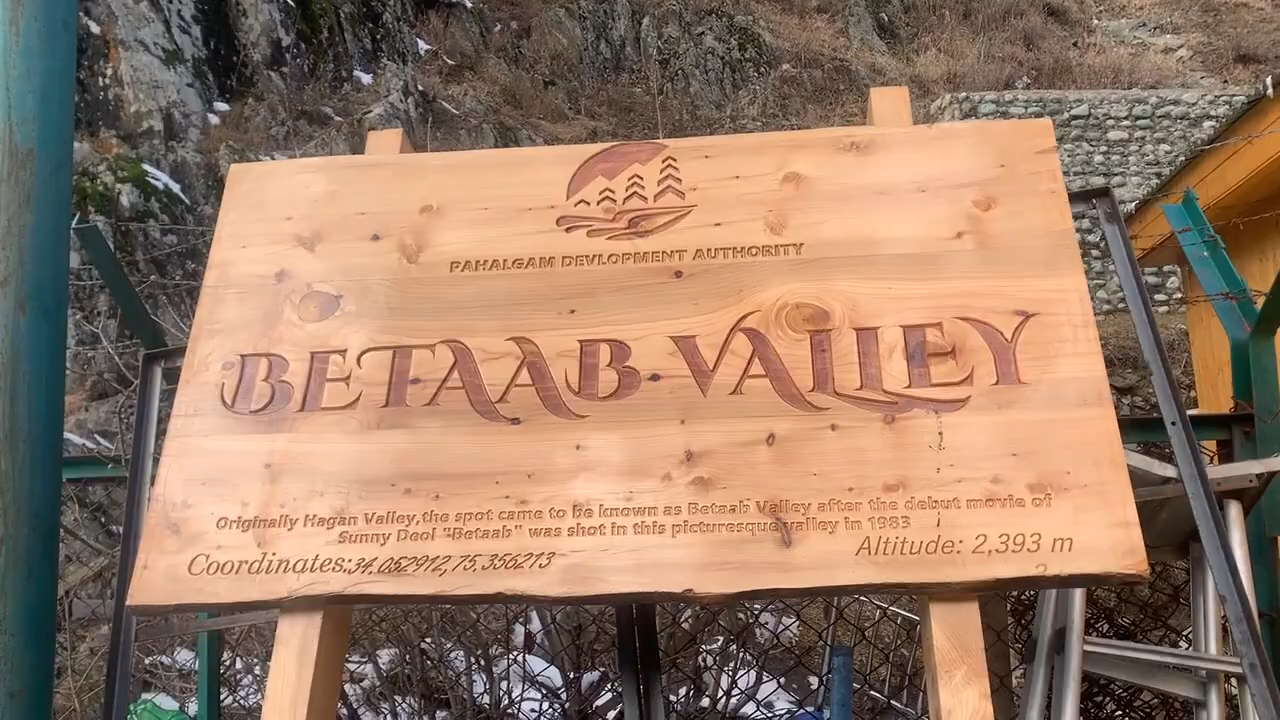 PAHALGAM DEVLOPMENT AUTHORITY
BETAAB VALLEY
Originally Hagan Valley,the spot came to be known as Betaab Valley after the debut movie of
Sunny Deol "Betaab" was shot in this picturesque valley in 1983
Coordinates:34.052912,75.356213
Altitude: 2,393 m